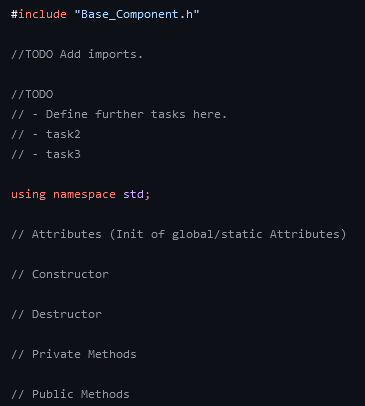 #include "Base_Component.h"
//TODO Add imports.
//TODO
// - Define further tasks here.
// - task2
// - task3
using namespace std;
// Attributes (Init of global/static Attributes)
// Constructor
// Destructor
// Private Methods
// Public Methods